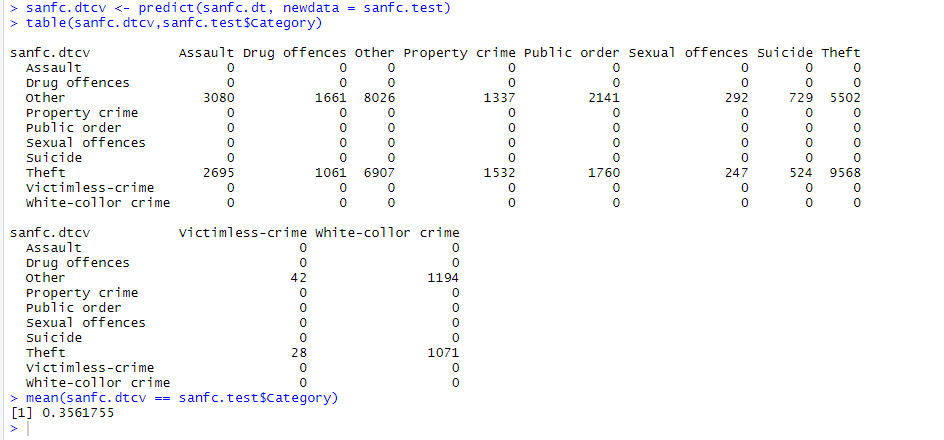 > sanfc.dtcv <- predict(sanfc.dt, newdata = sanfc.test)
> table(sanfc.dtcv,sanfc.test$Category)
sanfc.dtcv Assault Drug offences Other Property crime Public order Sexual offences Suicide Theft
Assault 0 0 0 0 0 0 0 0
Drug offences 0 0 0 0 0 0 0 0
Other 3080 1661 8026 1337 2141 292 729 5502
Property crime 0 0 0 0 0 0 0 0
Public order 0 0 0 0 0 0 0 0
Sexual offences 0 0 0 0 0 0 0 0
Suicide 0 0 0 0 0 0 0 0
Theft 2695 1061 6907 1532 1760 247 524 9568
Victimless-crime 0 0 0 0 0 0 0 0
White-collor crime 0 0 0 0 0 0 0 0
sanfc.dtcv Victimless-crime White-collor crime
Assault 0 0
Drug offences 0 0
Other 42 1194
Property crime 0 0
Public order 0 0
Sexual offences 0 0
Suicide 0 0
Theft 28 1071
Victimless-crime 0 0
White-collor crime 0 0
> mean(sanfc.dtcv == sanfc.test$Category)
[1] 0.3561755
>